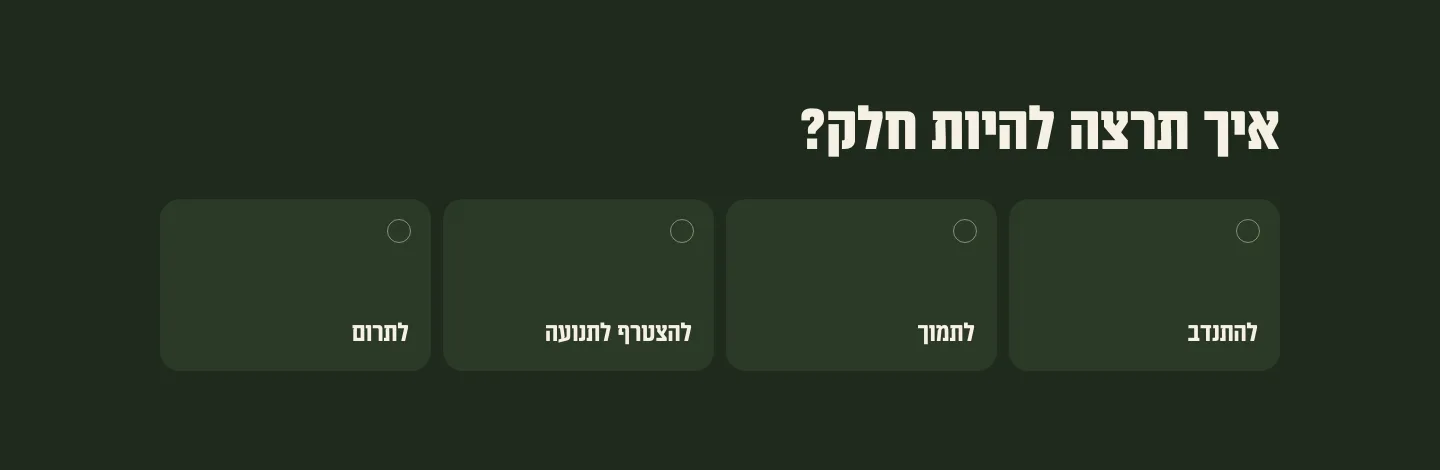 איך תרצה להיות חלק?
להתנדב
לתמוך
להצטרף לתנועה
לתרום